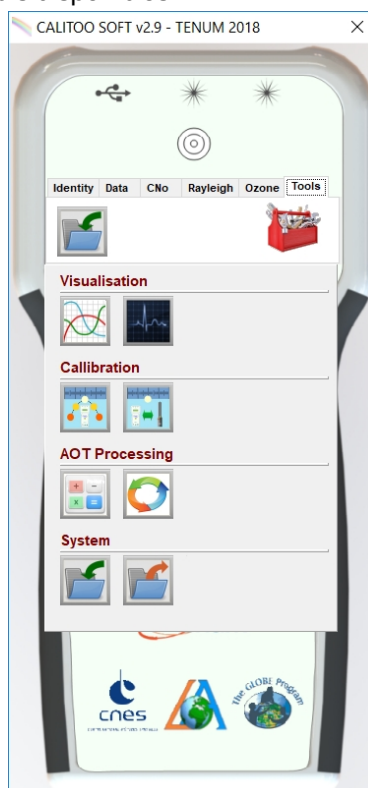 CALITOO SOFT v2.9 - TENUM 2018
Identity Data CNo Rayleigh Ozone Tools
Visualisation
Callibration
AOT Processing
System
cnes
The GLOBE Program